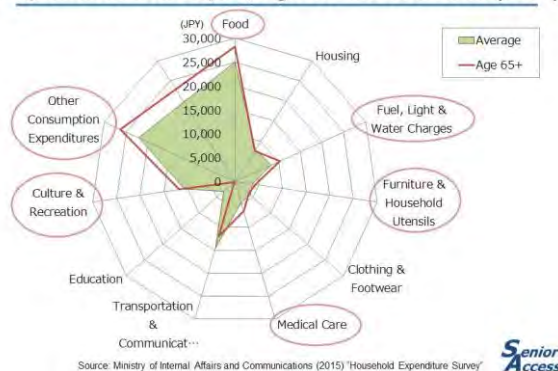 (JPY)
Food
30,000
25,000
20,000
15,000
10,000
5,000
0
Housing
Fuel, Light &
Water Charges
Furniture &
Household
Utensils
Clothing &
Footwear
Medical Care
Transportation
&
Communicat…
Education
Culture &
Recreation
Other
Consumption
Expenditures
Average
Age 65+
Source: Ministry of Internal Affairs and Communications (2015) "Household Expenditure Survey"
Senior
Access